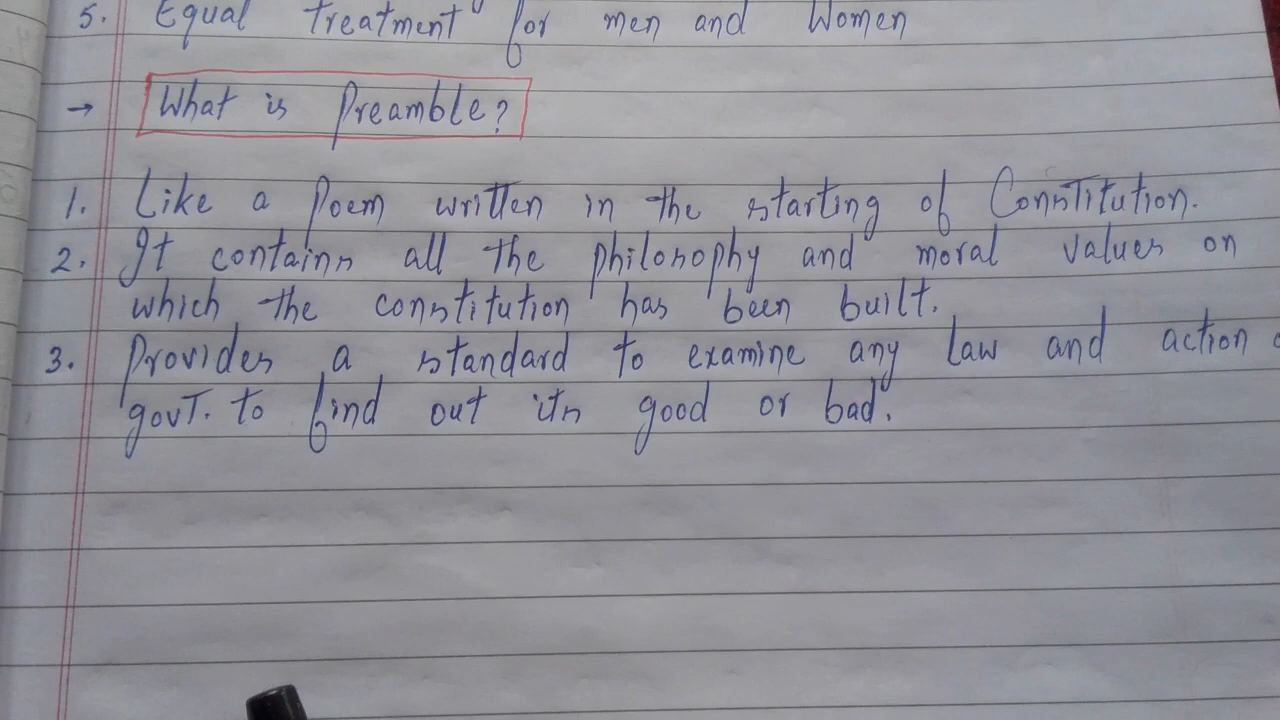 5. Equal treatment for men and Women
→ What is Preamble?
1. Like a Poem written in the starting of Constitution.
2. It contains all the philosophy and moral values on
which the constitution has been built.
3. Provides a standard to examine any law and action
govt. to find out its good or bad.